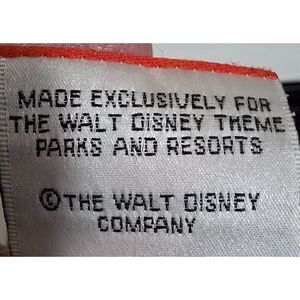 MADE EXCLUSIVELY FOR
THE WALT DISNEY THEME
PARKS AND RESORTS
©THE WALT DISNEY
COMPANY